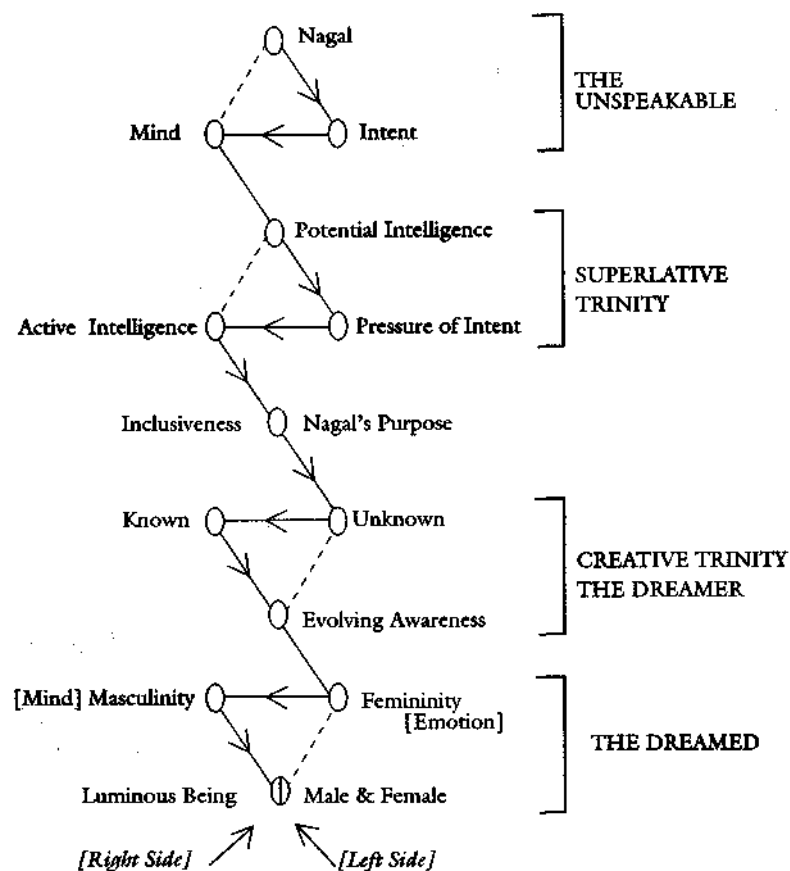 Nagal
THE
UNSPEAKABLE
Mind
Intent
Potential Intelligence
SUPERLATIVE
TRINITY
Active Intelligence
Pressure of Intent
Inclusiveness
Nagal's Purpose
Known
Unknown
CREATIVE TRINITY
THE DREAMER
Evolving Awareness
[Mind] Masculinity
Femininity
[Emotion]
THE DREAMED
Luminous Being
Male & Female
[Right Side]
[Left Side]